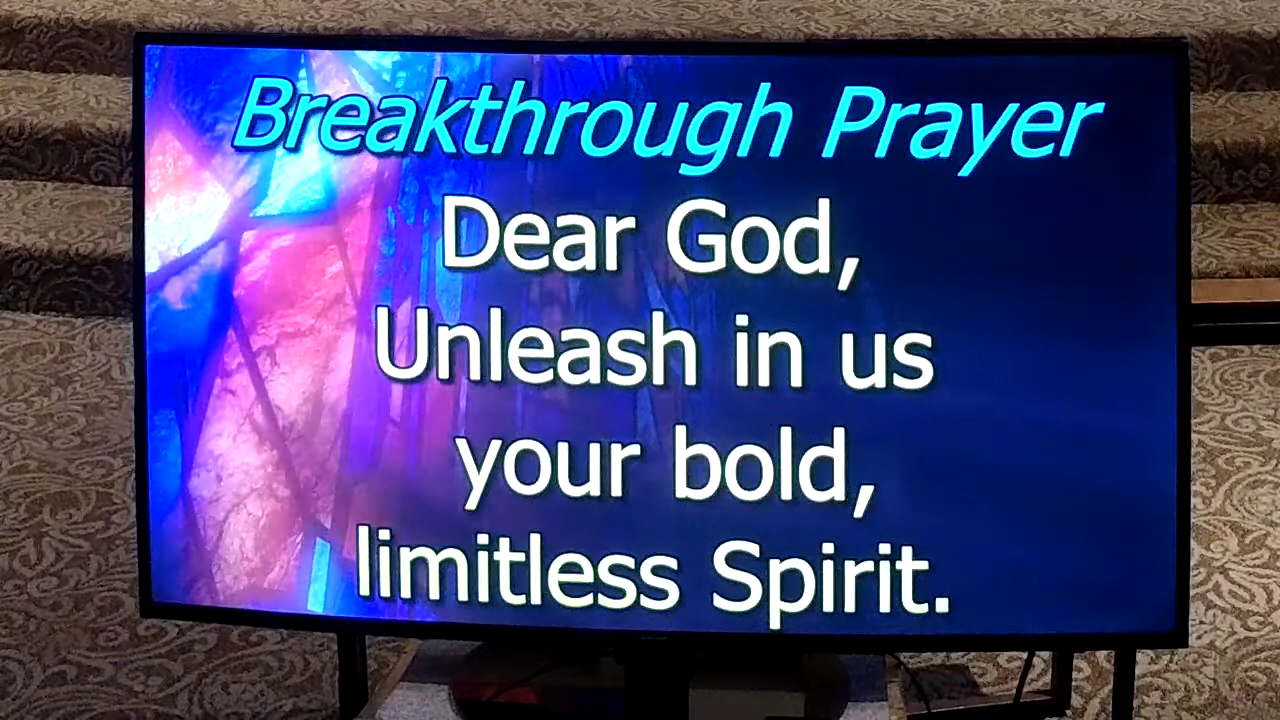 Breakthrough Prayer
Dear God,
Unleash in us
your bold,
limitless Spirit.